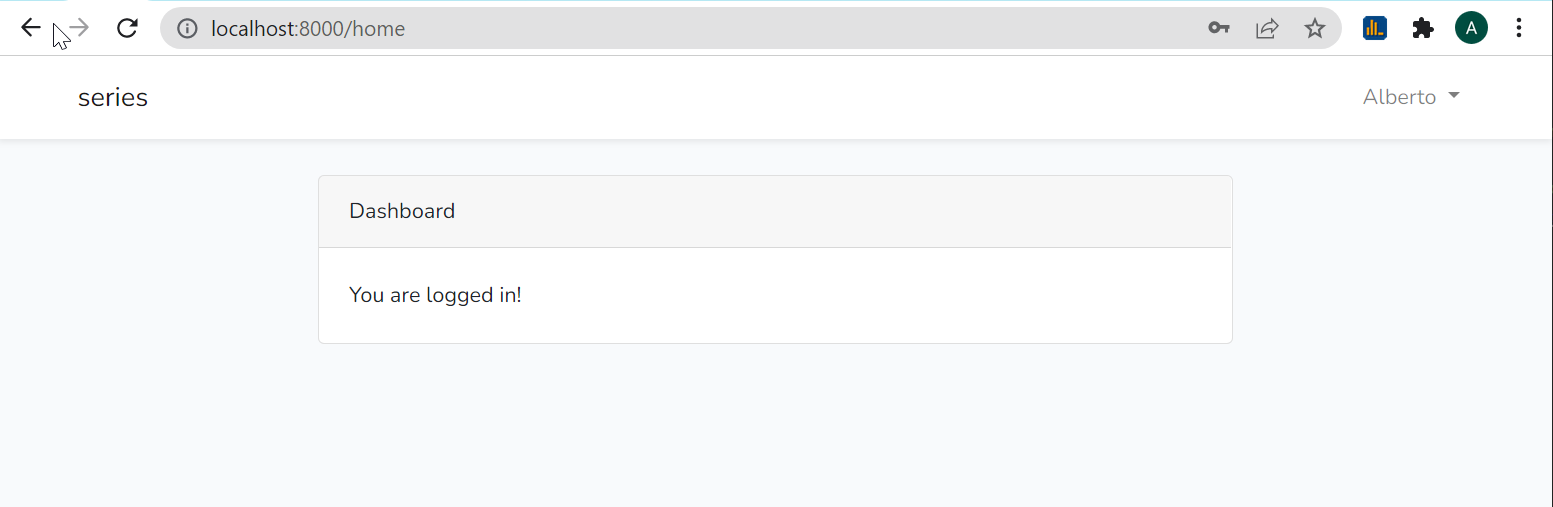 localhost:8000/home
A
series
Alberto
Dashboard
You are logged in!